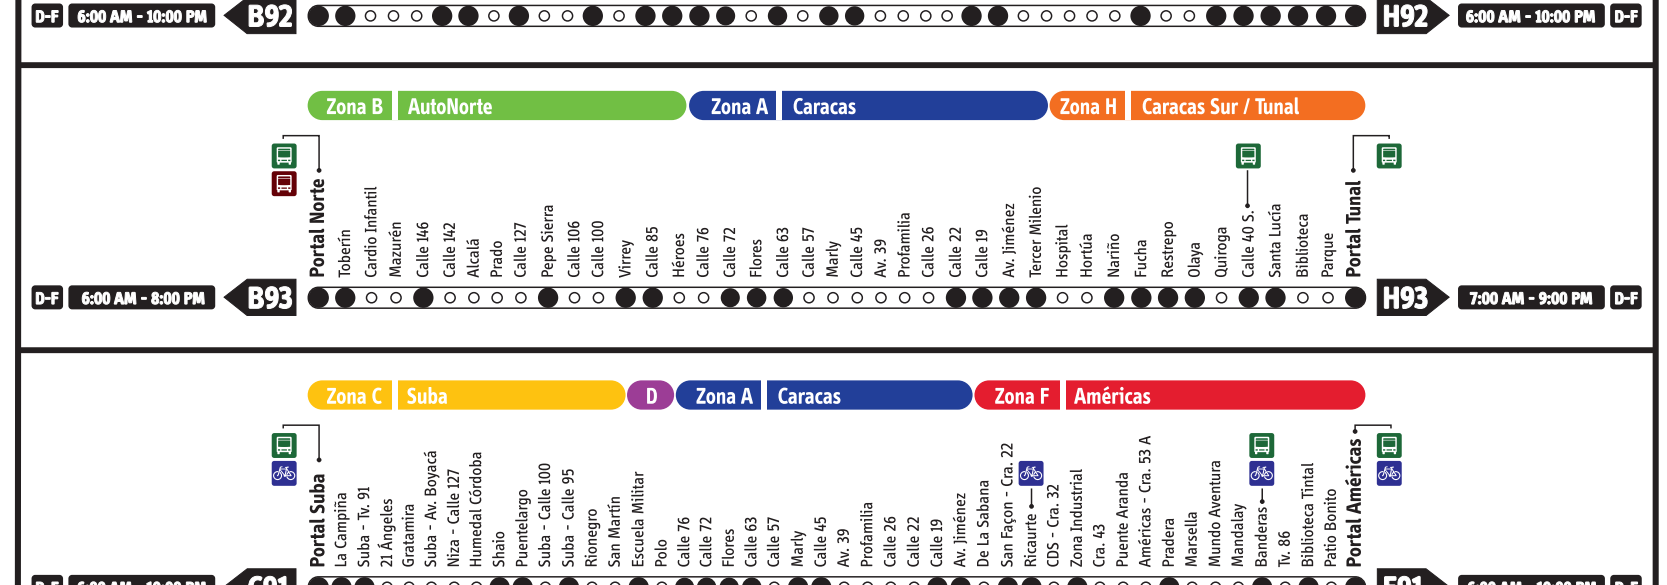 D-F 6:00 AM - 10:00 PM B92 H92 6:00 AM - 10:00 PM D-F
Zona B AutoNorte Zona A Caracas Zona H Caracas Sur / Tunal
Portal Norte
Toberín
Cardio Infantil
Mazurén
Calle 146
Calle 142
Alcalá
Prado
Calle 127
Pepe Sierra
Calle 106
Calle 100
Virrey
Calle 85
Héroes
Calle 76
Calle 72
Flores
Calle 63
Calle 57
Marly
Calle 45
Av. 39
Profamilia
Calle 26
Calle 22
Calle 19
Av. Jiménez
Tercer Milenio
Hospital
Hortúa
Nariño
Fucha
Restrepo
Olaya
Quiroga
Calle 40 S.
Santa Lucía
Biblioteca
Parque
Portal Tunal
D-F 6:00 AM - 8:00 PM B93 H93 7:00 AM - 9:00 PM D-F
Zona C Suba D Zona A Caracas Zona F Américas
Portal Suba
La Campiña
Suba - Tv. 91
21 Ángeles
Gratamira
Suba - Av. Boyacá
Niza - Calle 127
Humedal Córdoba
Shaio
Puentelargo
Suba - Calle 100
Suba - Calle 95
Rionegro
San Martín
Escuela Militar
Polo
Calle 76
Calle 72
Flores
Calle 63
Calle 57
Marly
Calle 45
Av. 39
Profamilia
Calle 26
Calle 22
Calle 19
Av. Jiménez
De La Sabana
San Façon - Cra. 22
Ricaurte
CDS - Cra. 32
Zona Industrial
Cra. 43
Puente Aranda
Américas - Cra. 53 A
Pradera
Marsella
Mundo Aventura
Mandalay
Banderas
Tv. 86
Biblioteca Tintal
Patio Bonito
Portal Américas